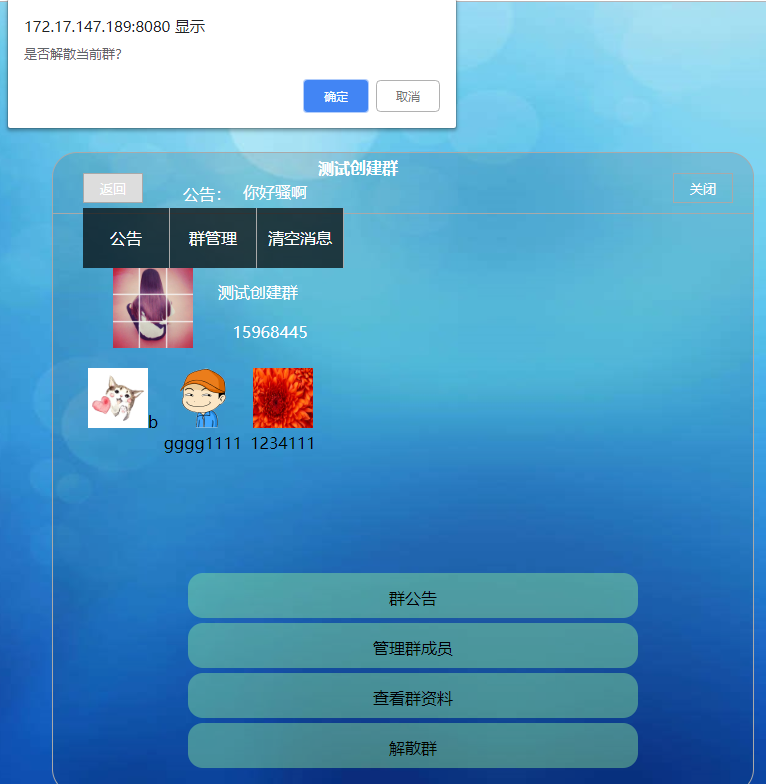 172.17.147.189:8080 显示
是否解散当前群?
确定 取消
测试创建群
返回 公告： 你好骚啊 关闭
公告 群管理 清空消息
测试创建群
15968445
b
gggg1111 1234111
群公告
管理群成员
查看群资料
解散群